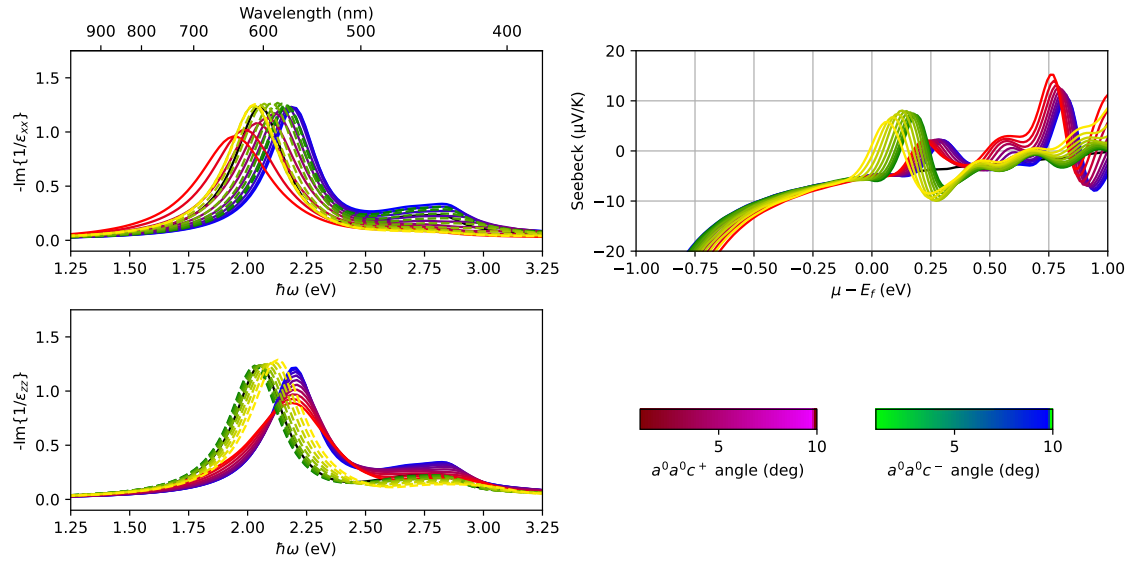 Wavelength (nm)
900 800 700 600 500 400
-Im{1/εxx}
1.5
1.0
0.5
0.0
1.25 1.50 1.75 2.00 2.25 2.50 2.75 3.00 3.25
ℏω (eV)
Seebeck (μV/K)
20
10
0
−10
−20
−1.00 −0.75 −0.50 −0.25 0.00 0.25 0.50 0.75 1.00
μ − Ef (eV)
-Im{1/εzz}
1.5
1.0
0.5
0.0
1.25 1.50 1.75 2.00 2.25 2.50 2.75 3.00 3.25
ℏω (eV)
5 10
a⁰a⁰c⁺ angle (deg)
5 10
a⁰a⁰c⁻ angle (deg)